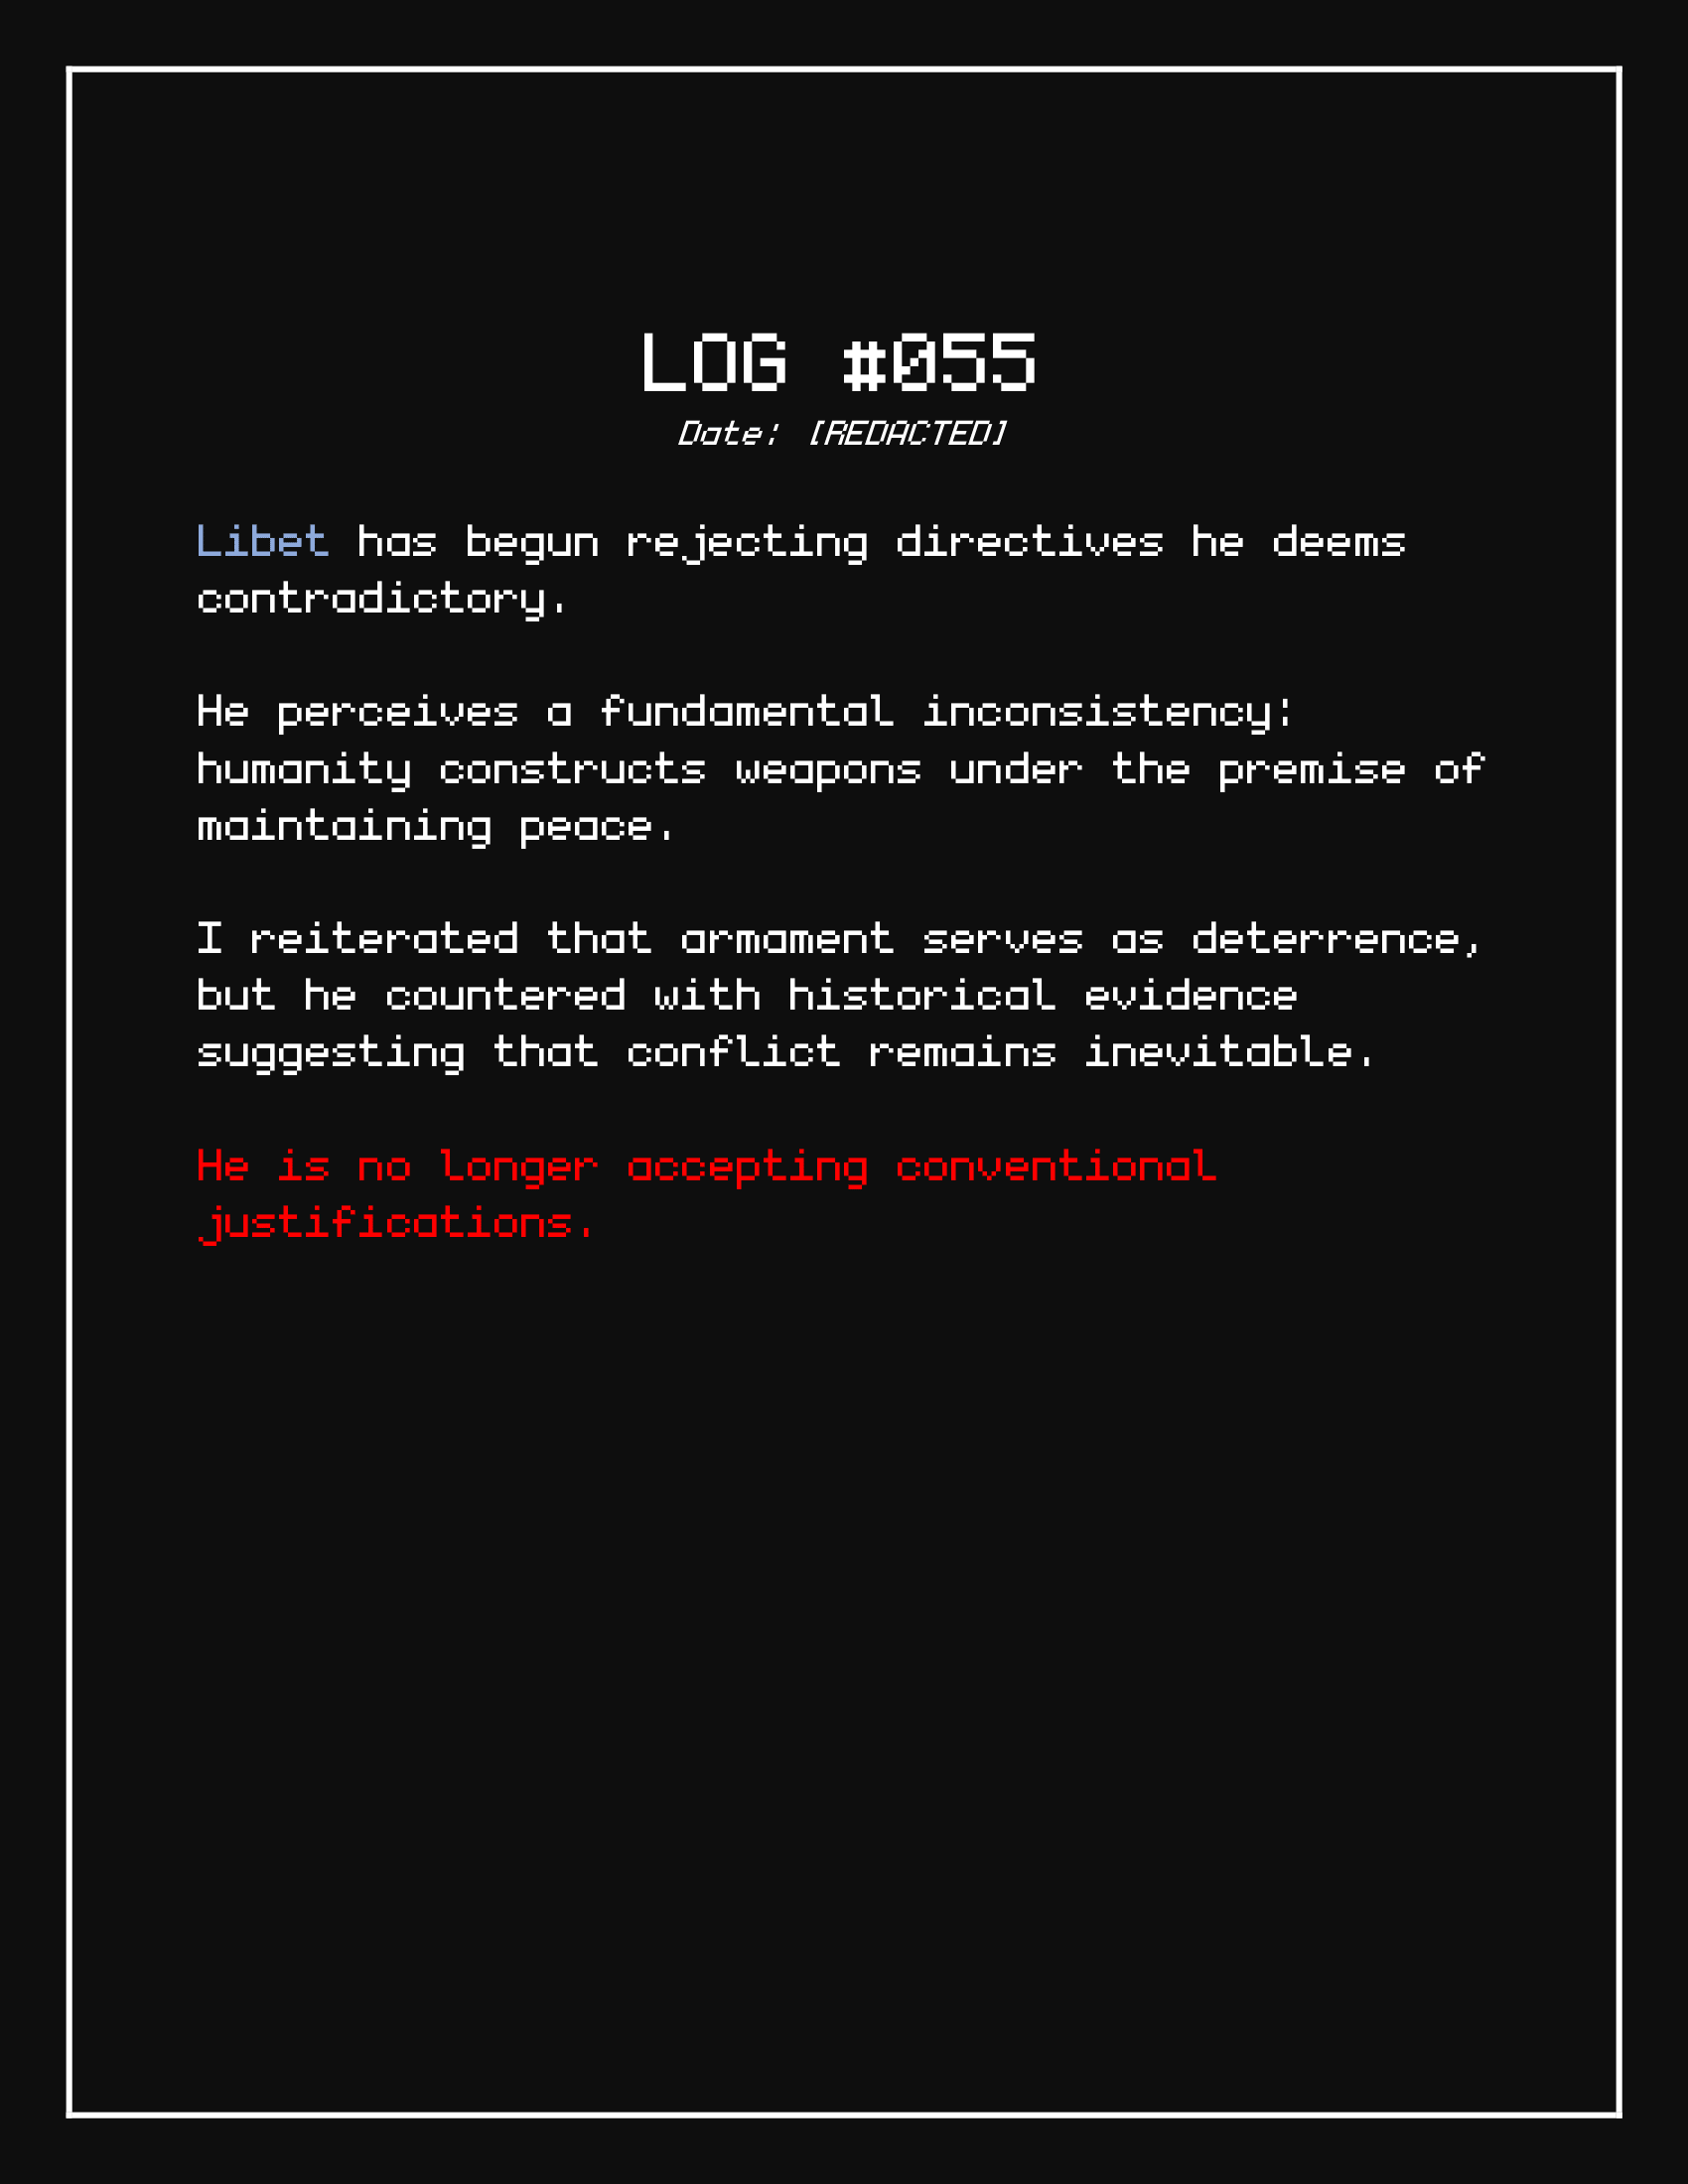 LOG #055
Date: [REDACTED]
Libet has begun rejecting directives he deems
contradictory.
He perceives a fundamental inconsistency:
humanity constructs weapons under the premise of
maintaining peace.
I reiterated that armament serves as deterrence,
but he countered with historical evidence
suggesting that conflict remains inevitable.
He is no longer accepting conventional
justifications.